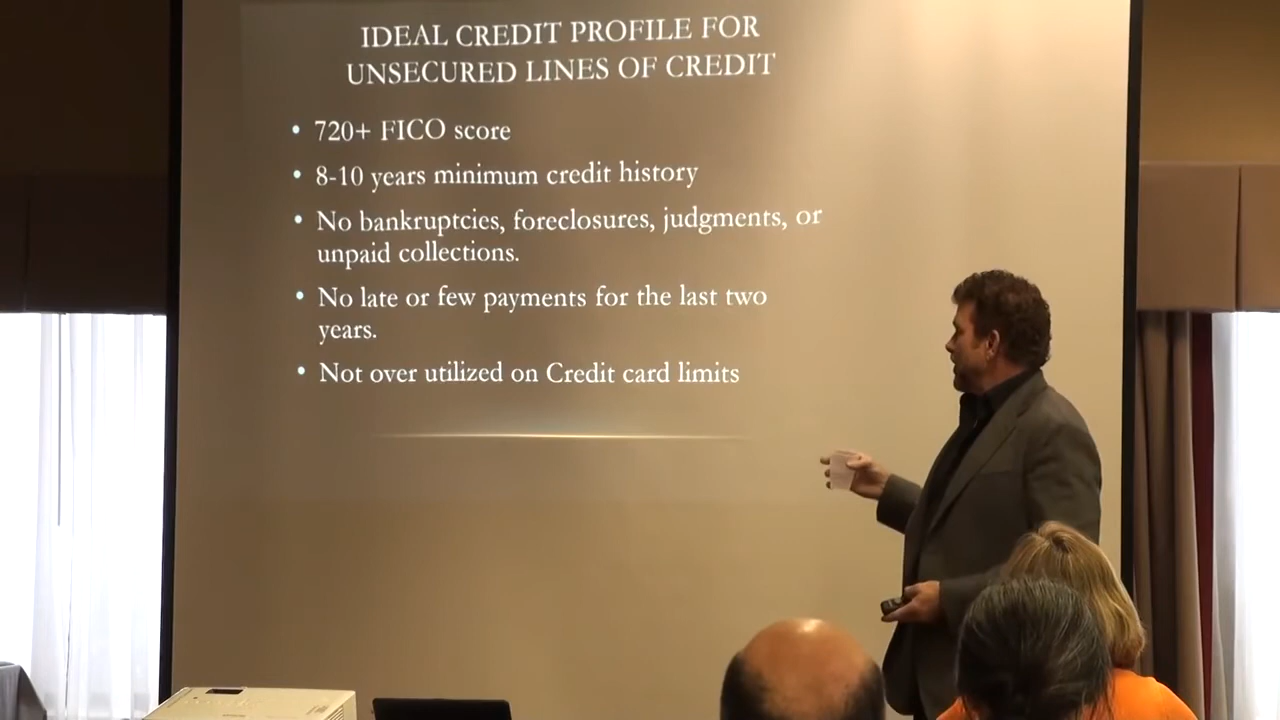 IDEAL CREDIT PROFILE FOR
UNSECURED LINES OF CREDIT
• 720+ FICO score
• 8-10 years minimum credit history
• No bankruptcies, foreclosures, judgments, or
unpaid collections.
• No late or few payments for the last two
years.
• Not over utilized on Credit card limits